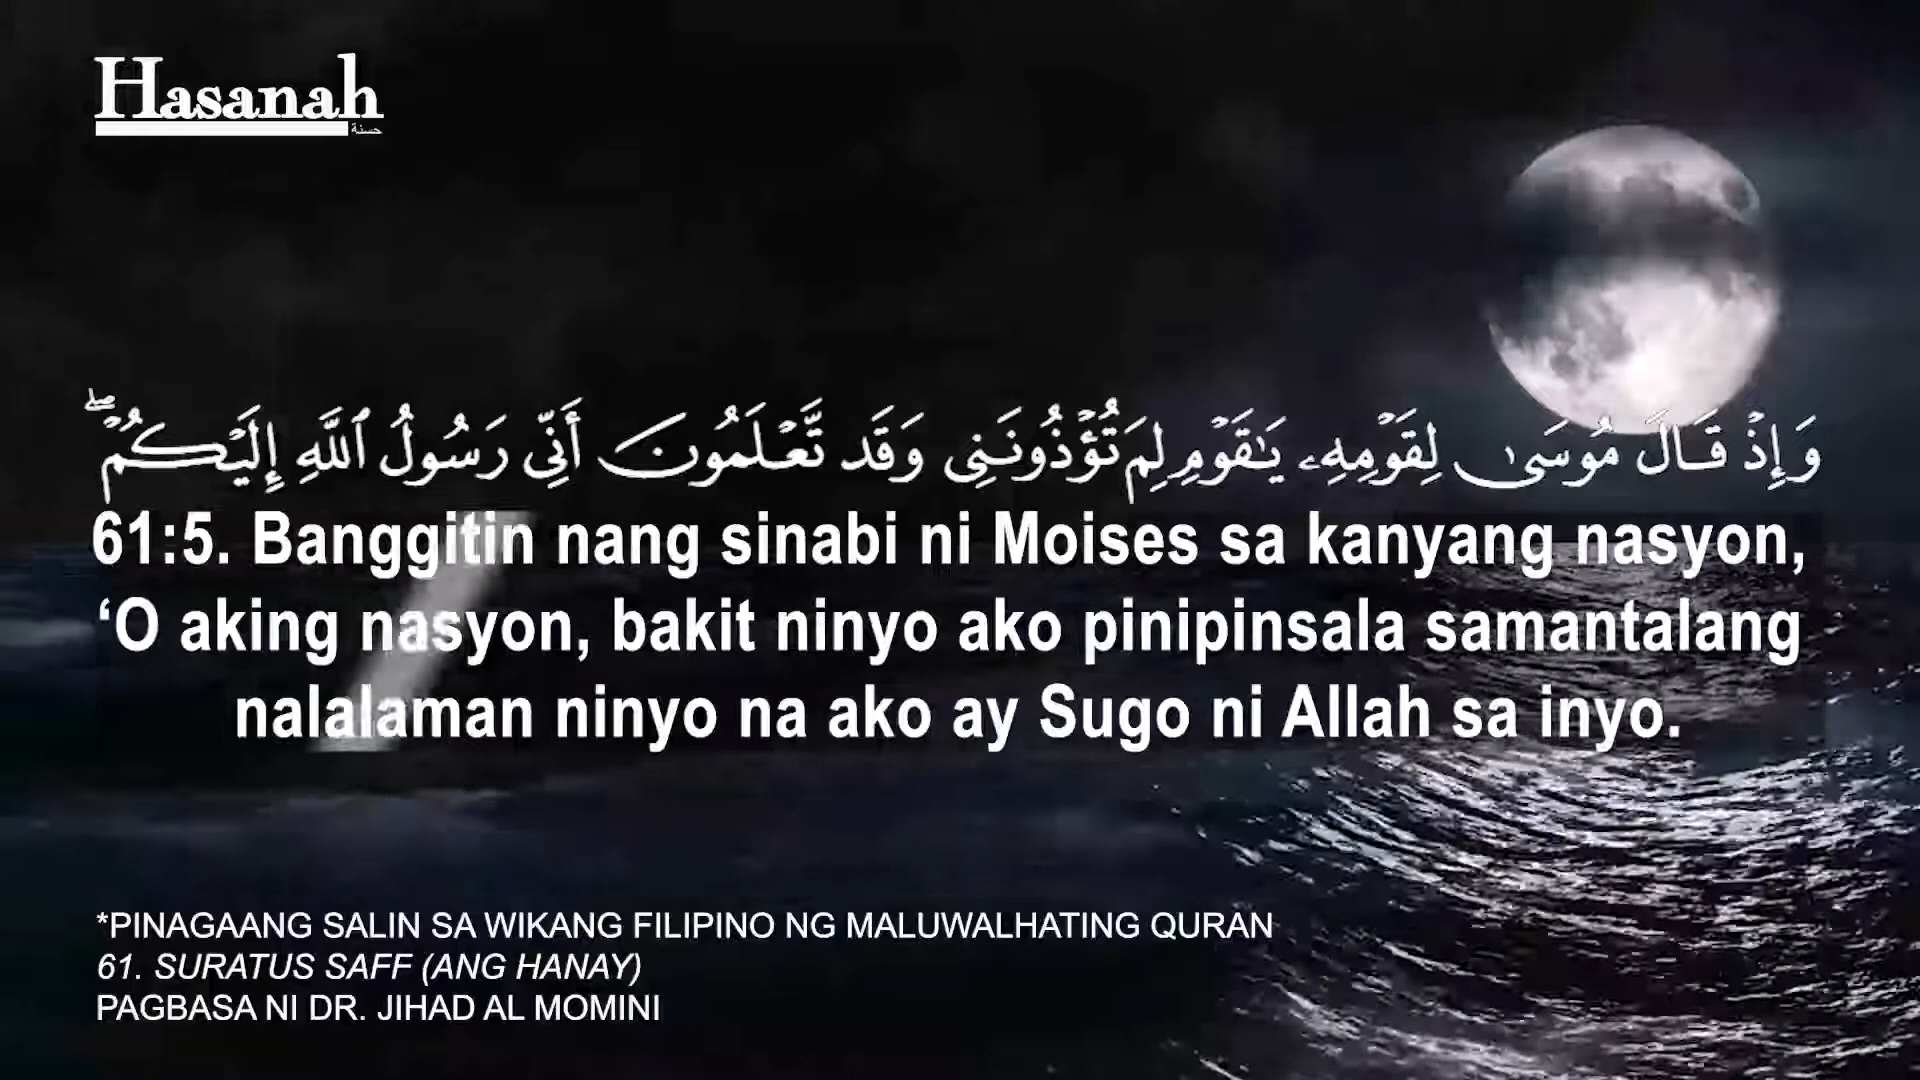 Hasanah
حسنة
وَإِذْ قَالَ مُوسَىٰ لِقَوْمِهِۦ يَٰقَوْمِ لِمَ تُؤْذُونَنِى وَقَد تَّعْلَمُونَ أَنِّى رَسُولُ ٱللَّهِ إِلَيْكُمْ ۖ
61:5. Banggitin nang sinabi ni Moises sa kanyang nasyon,
‘O aking nasyon, bakit ninyo ako pinipinsala samantalang
nalalaman ninyo na ako ay Sugo ni Allah sa inyo.
*PINAGAANG SALIN SA WIKANG FILIPINO NG MALUWALHATING QURAN
61. SURATUS SAFF (ANG HANAY)
PAGBASA NI DR. JIHAD AL MOMINI